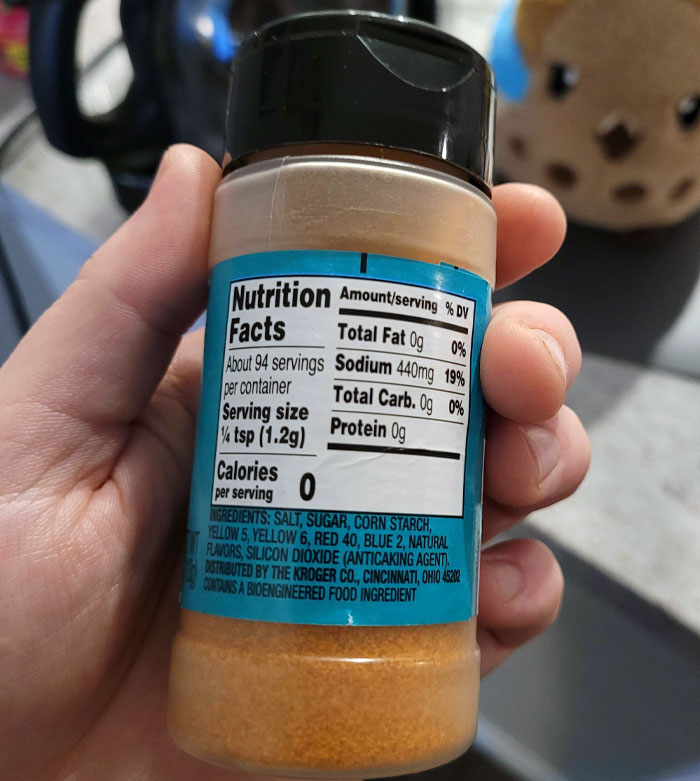 Nutrition Facts
About 94 servings
per container
Serving size
¼ tsp (1.2g)
Calories
per serving 0
Amount/serving % DV
Total Fat 0g 0%
Sodium 440mg 19%
Total Carb. 0g 0%
Protein 0g
INGREDIENTS: SALT, SUGAR, CORN STARCH,
YELLOW 5, YELLOW 6, RED 40, BLUE 2, NATURAL
FLAVORS, SILICON DIOXIDE (ANTICAKING AGENT).
DISTRIBUTED BY THE KROGER CO., CINCINNATI, OHIO 45202
CONTAINS A BIOENGINEERED FOOD INGREDIENT